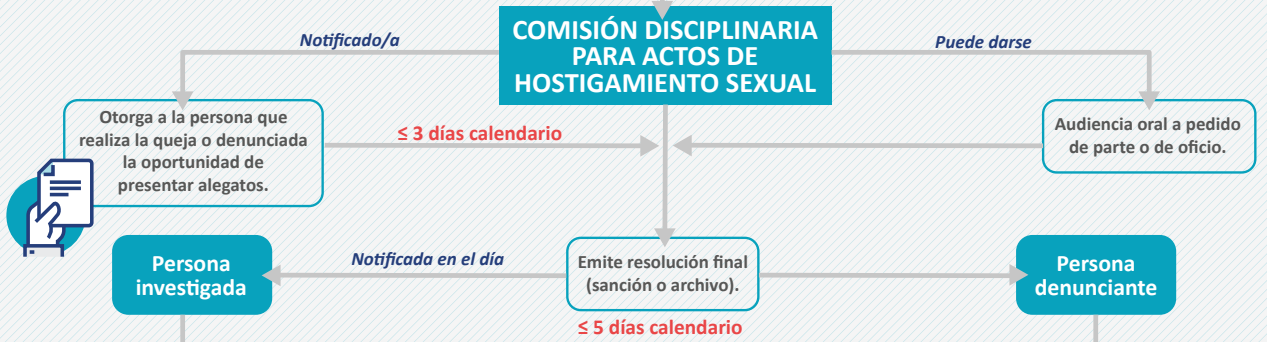 COMISIÓN DISCIPLINARIA
PARA ACTOS DE
HOSTIGAMIENTO SEXUAL
Notificado/a
Puede darse
Otorga a la persona que
realiza la queja o denunciada
la oportunidad de
presentar alegatos.
≤ 3 días calendario
Audiencia oral a pedido
de parte o de oficio.
Persona
investigada
Notificada en el día
Emite resolución final
(sanción o archivo).
≤ 5 días calendario
Persona
denunciante